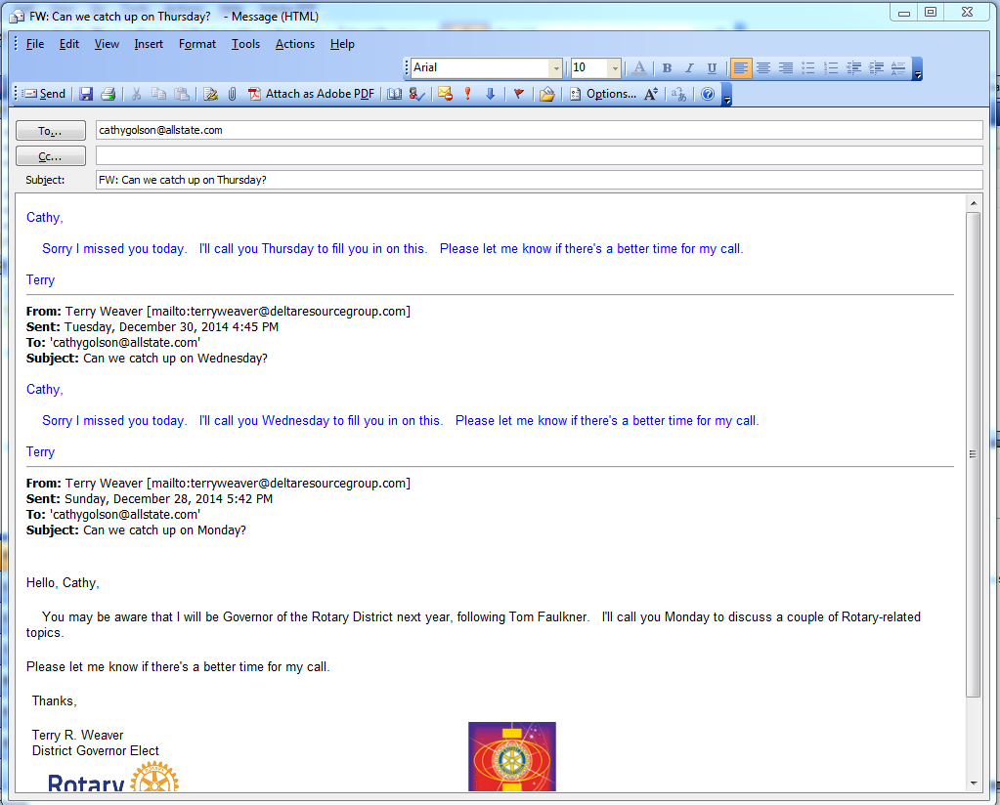 FW: Can we catch up on Thursday? - Message (HTML)
File Edit View Insert Format Tools Actions Help
Arial 10 A B I U
Send Attach as Adobe PDF Options...
To... cathygolson@allstate.com
Cc...
Subject: FW: Can we catch up on Thursday?
Cathy,
Sorry I missed you today. I'll call you Thursday to fill you in on this. Please let me know if there's a better time for my call.
Terry
From: Terry Weaver [mailto:terryweaver@deltaresourcegroup.com]
Sent: Tuesday, December 30, 2014 4:45 PM
To: 'cathygolson@allstate.com'
Subject: Can we catch up on Wednesday?
Cathy,
Sorry I missed you today. I'll call you Wednesday to fill you in on this. Please let me know if there's a better time for my call.
Terry
From: Terry Weaver [mailto:terryweaver@deltaresourcegroup.com]
Sent: Sunday, December 28, 2014 5:42 PM
To: 'cathygolson@allstate.com'
Subject: Can we catch up on Monday?
Hello, Cathy,
You may be aware that I will be Governor of the Rotary District next year, following Tom Faulkner. I'll call you Monday to discuss a couple of Rotary-related
topics.
Please let me know if there's a better time for my call.
Thanks,
Terry R. Weaver
District Governor Elect
Rotary